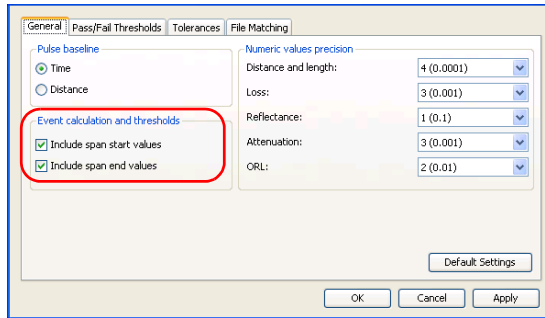 General Pass/Fail Thresholds Tolerances File Matching
Pulse baseline
Time
Distance
Event calculation and thresholds
Include span start values
Include span end values
Numeric values precision
Distance and length: 4 (0.0001)
Loss: 3 (0.001)
Reflectance: 1 (0.1)
Attenuation: 3 (0.001)
ORL: 2 (0.01)
Default Settings
OK Cancel Apply